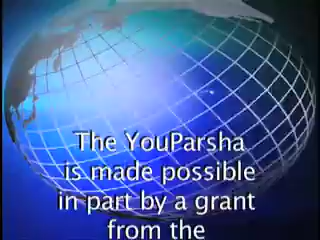 The YouParsha
is made possible
in part by a grant
from the